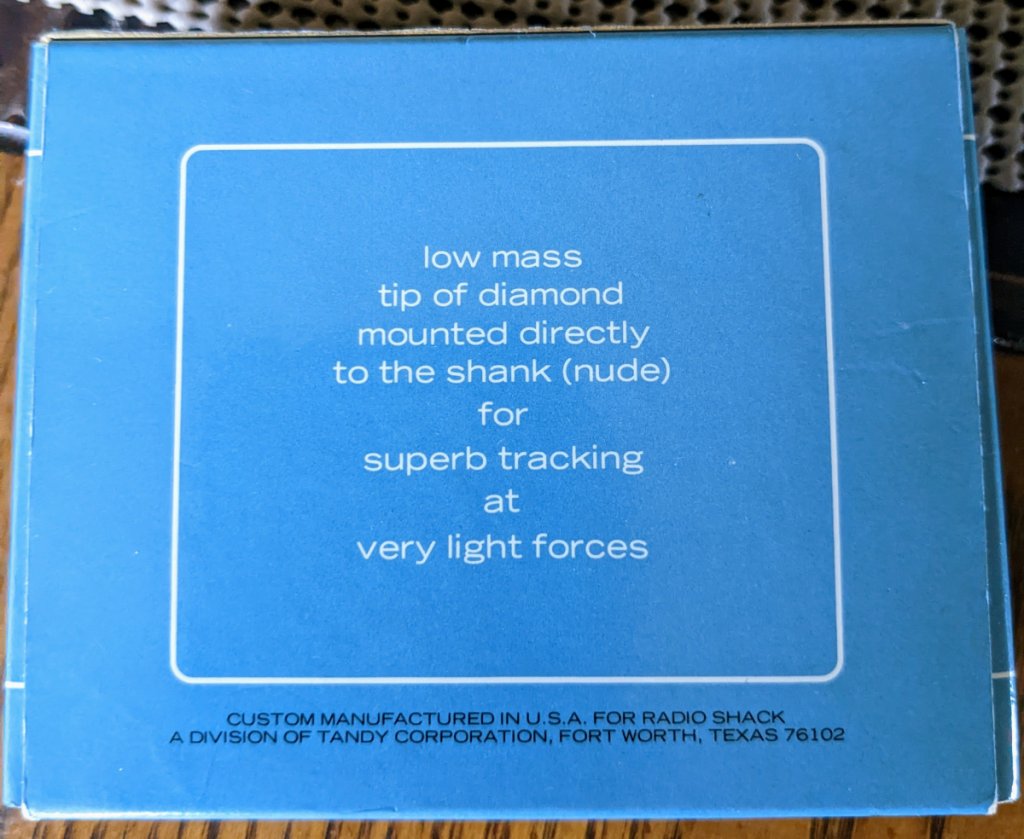 low mass
tip of diamond
mounted directly
to the shank (nude)
for
superb tracking
at
very light forces
CUSTOM MANUFACTURED IN U.S.A. FOR RADIO SHACK
A DIVISION OF TANDY CORPORATION, FORT WORTH, TEXAS 76102